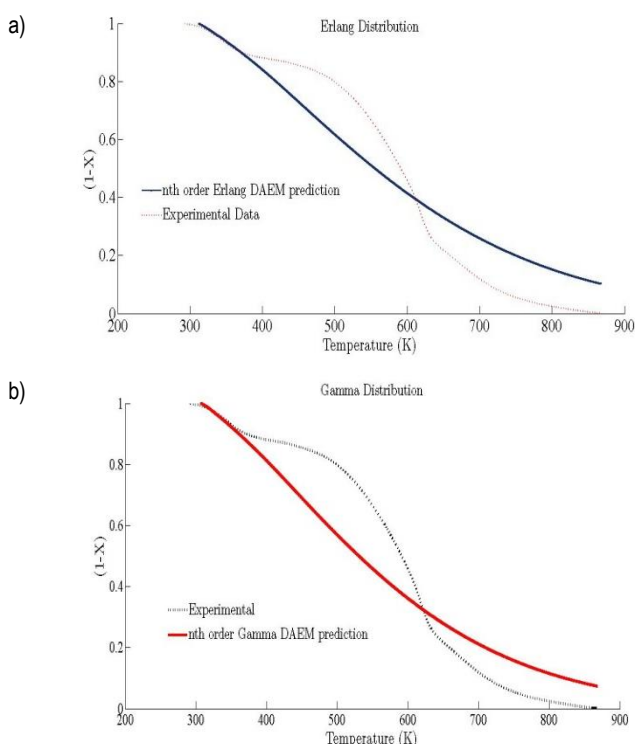 a)
Erlang Distribution
1
0.8
0.6
0.4
0.2
0
(1-X)
nth order Erlang DAEM prediction
Experimental Data
200 300 400 500 600 700 800 900
Temperature (K)
b)
Gamma Distribution
1
0.8
0.6
0.4
0.2
0
(1-X)
Experimental
nth order Gamma DAEM prediction
200 300 400 500 600 700 800 900
Temperature (K)